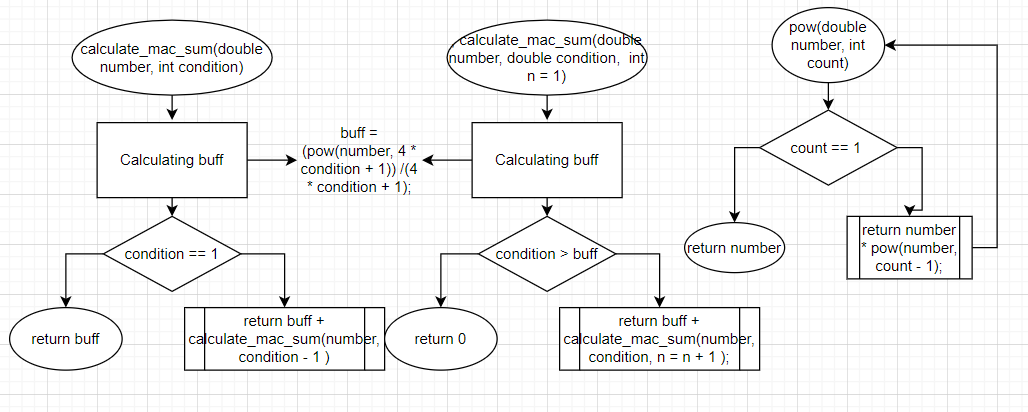 calculate_mac_sum(double
number, int condition)
Calculating buff
condition == 1
return buff
return buff +
calculate_mac_sum(number,
condition - 1 )
buff =
(pow(number, 4 *
condition + 1)) /(4
* condition + 1);
calculate_mac_sum(double
number, double condition,  int
n = 1)
Calculating buff
condition > buff
return 0
return buff +
calculate_mac_sum(number,
condition, n = n + 1 );
pow(double
number, int
count)
count == 1
return number
return number
* pow(number,
count - 1);